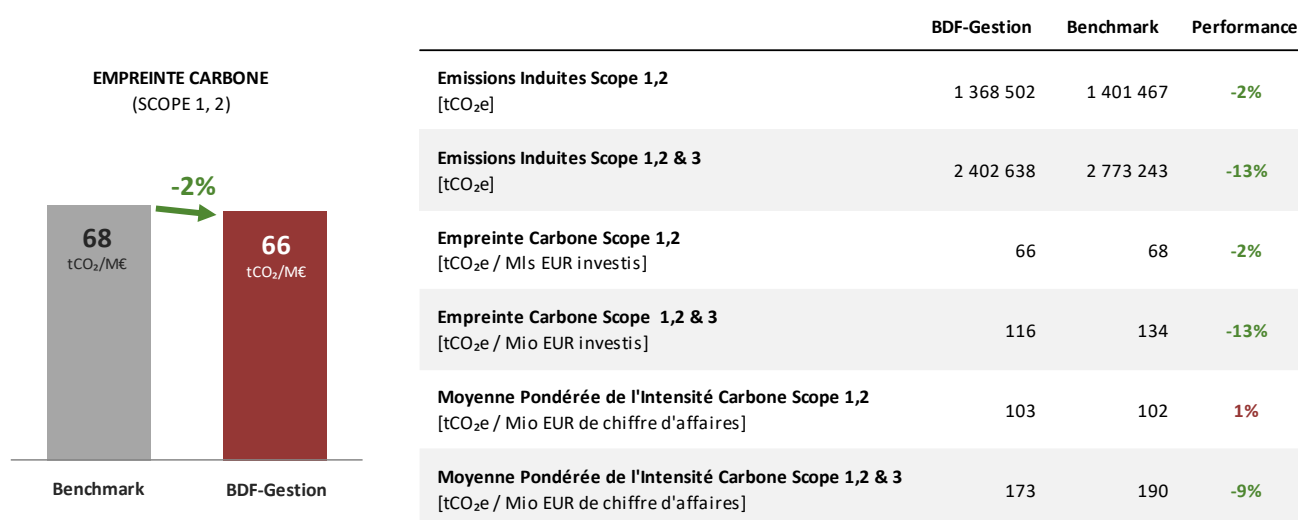 EMPREINTE CARBONE
(SCOPE 1, 2)
-2%
68
tCO₂/M€
66
tCO₂/M€
Benchmark
BDF-Gestion
BDF-Gestion Benchmark Performance
Emissions Induites Scope 1,2
[tCO₂e]
1 368 502 1 401 467 -2%
Emissions Induites Scope 1,2 & 3
[tCO₂e]
2 402 638 2 773 243 -13%
Empreinte Carbone Scope 1,2
[tCO₂e / Mls EUR investis]
66 68 -2%
Empreinte Carbone Scope 1,2 & 3
[tCO₂e / Mio EUR investis]
116 134 -13%
Moyenne Pondérée de l'Intensité Carbone Scope 1,2
[tCO₂e / Mio EUR de chiffre d'affaires]
103 102 1%
Moyenne Pondérée de l'Intensité Carbone Scope 1,2 & 3
[tCO₂e / Mio EUR de chiffre d'affaires]
173 190 -9%